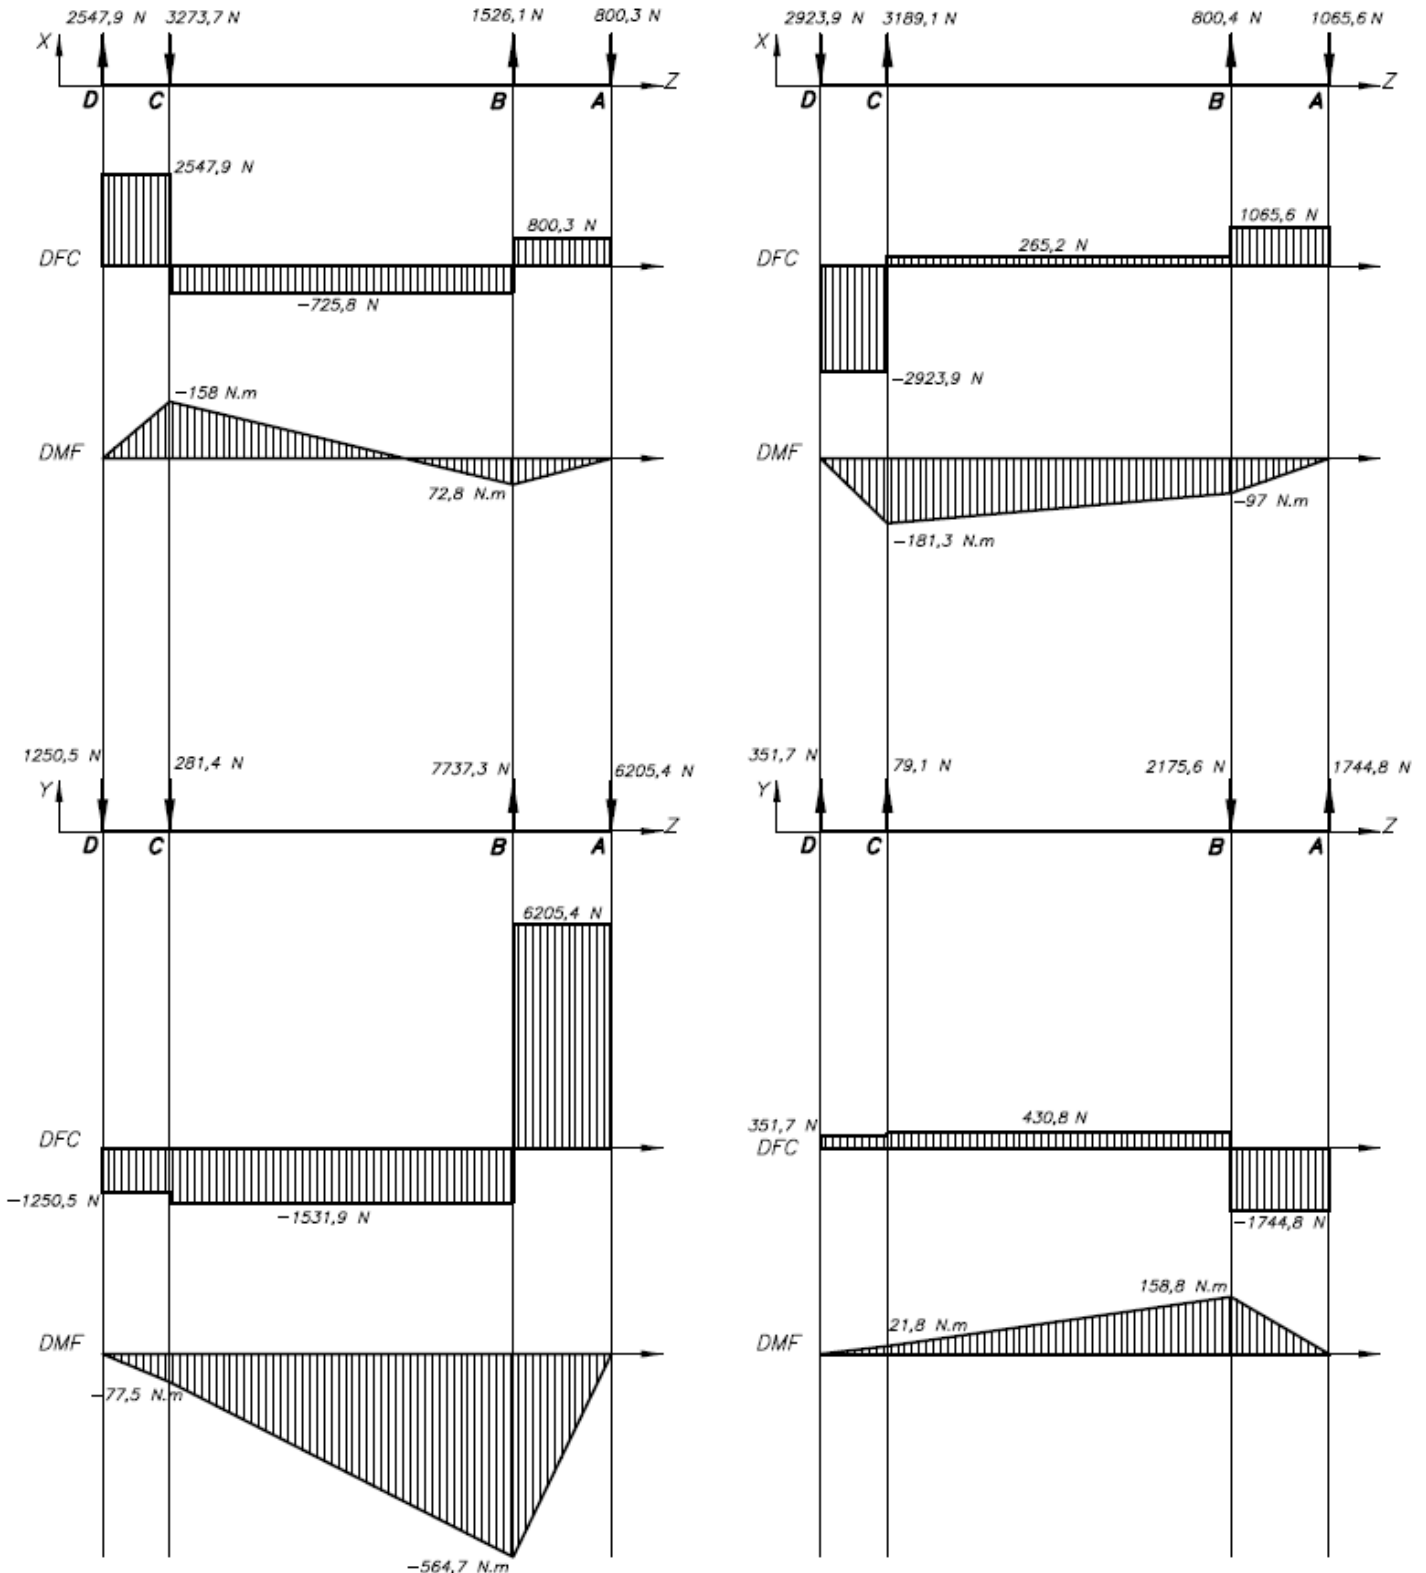 2547,9 N 3273,7 N 1526,1 N 800,3 N
X Z
D C B A
2547,9 N
800,3 N
DFC
-725,8 N
-158 N.m
DMF
72,8 N.m
2923,9 N 3189,1 N 800,4 N 1065,6 N
X Z
D C B A
1065,6 N
265,2 N
DFC
-2923,9 N
DMF
-97 N.m
-181,3 N.m
1250,5 N 281,4 N 7737,3 N 6205,4 N
Y Z
D C B A
6205,4 N
DFC
-1250,5 N
-1531,9 N
DMF
-77,5 N.m
-564,7 N.m
351,7 N 79,1 N 2175,6 N 1744,8 N
Y Z
D C B A
351,7 N 430,8 N
DFC
-1744,8 N
158,8 N.m
21,8 N.m
DMF